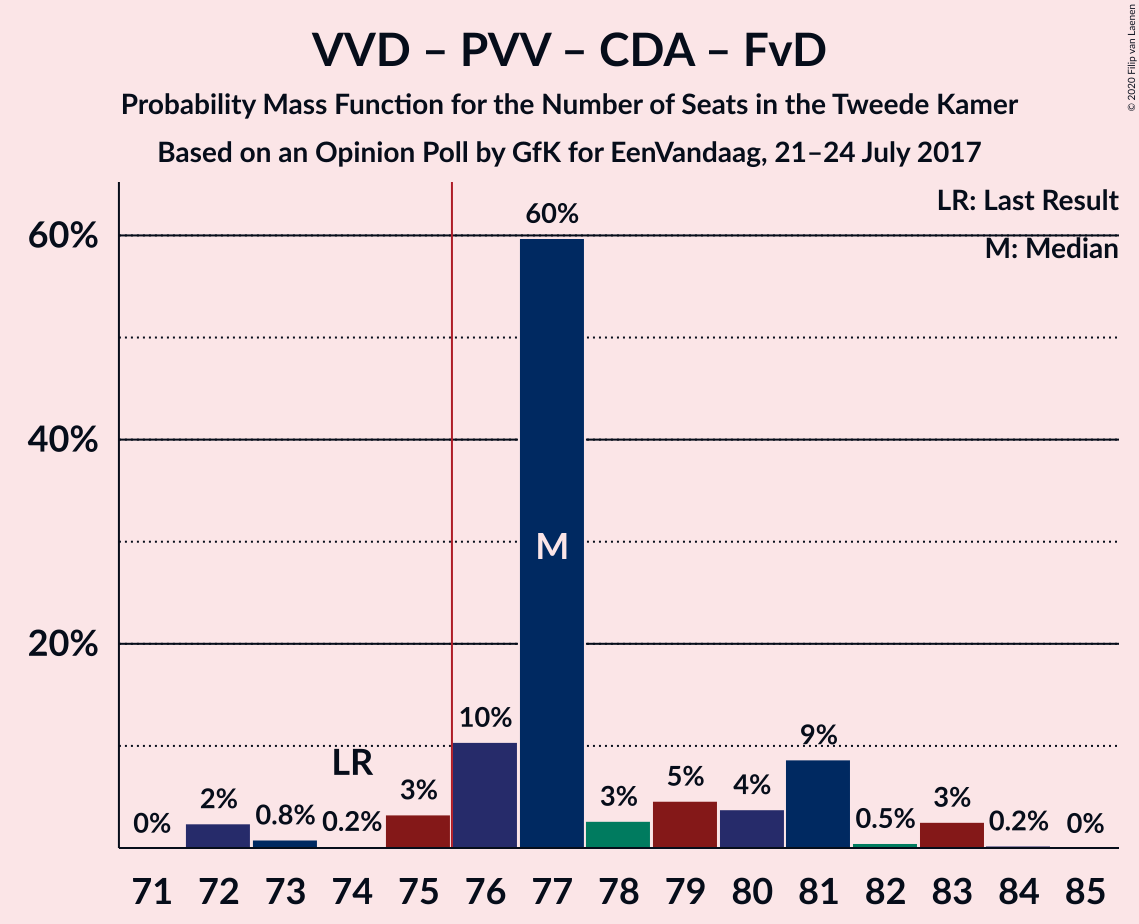 VVD – PVV – CDA – FvD
Probability Mass Function for the Number of Seats in the Tweede Kamer
Based on an Opinion Poll by GfK for EenVandaag, 21–24 July 2017
© 2020 Filip van Laenen
LR: Last Result
M: Median
60%
40%
20%
0%
2%
0.8%
0.2%
LR
3%
10%
60%
M
3%
5%
4%
9%
0.5%
3%
0.2%
0%
71 72 73 74 75 76 77 78 79 80 81 82 83 84 85